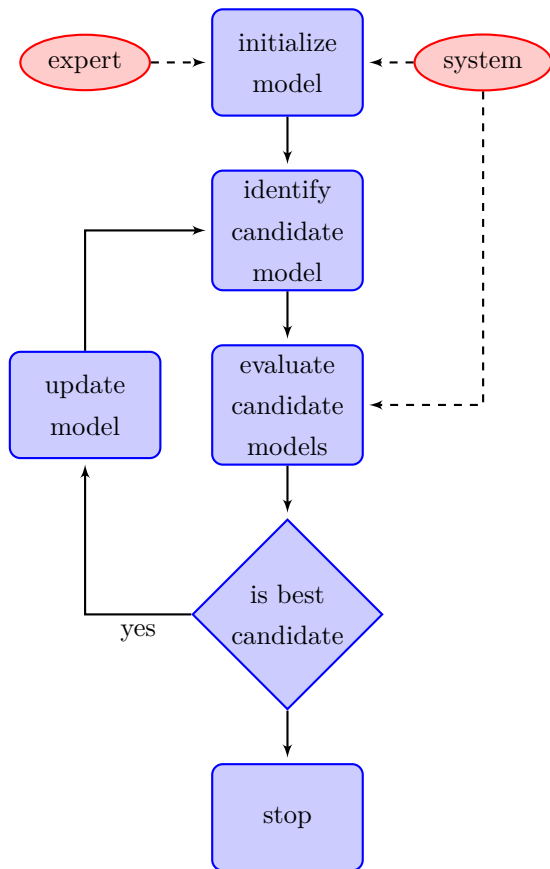 expert
initialize
model
system
identify
candidate
model
evaluate
candidate
models
update
model
is best
candidate
yes
stop